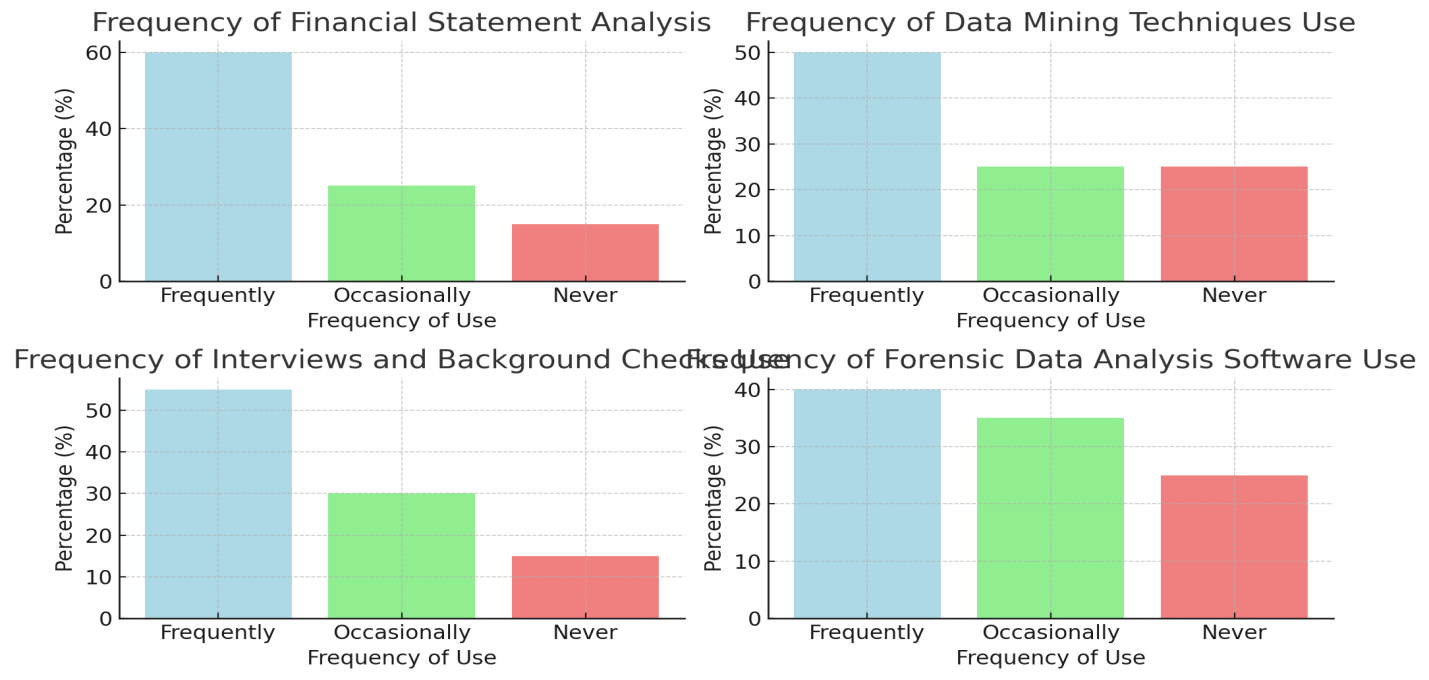 Frequency of Financial Statement Analysis
60
40
20
0
Percentage (%)
Frequently Occasionally Never
Frequency of Use
Frequency of Data Mining Techniques Use
50
40
30
20
10
0
Percentage (%)
Frequently Occasionally Never
Frequency of Use
Frequency of Interviews and Background Checks Use
50
40
30
20
10
0
Percentage (%)
Frequently Occasionally Never
Frequency of Use
Frequency of Forensic Data Analysis Software Use
40
30
20
10
0
Percentage (%)
Frequently Occasionally Never
Frequency of Use